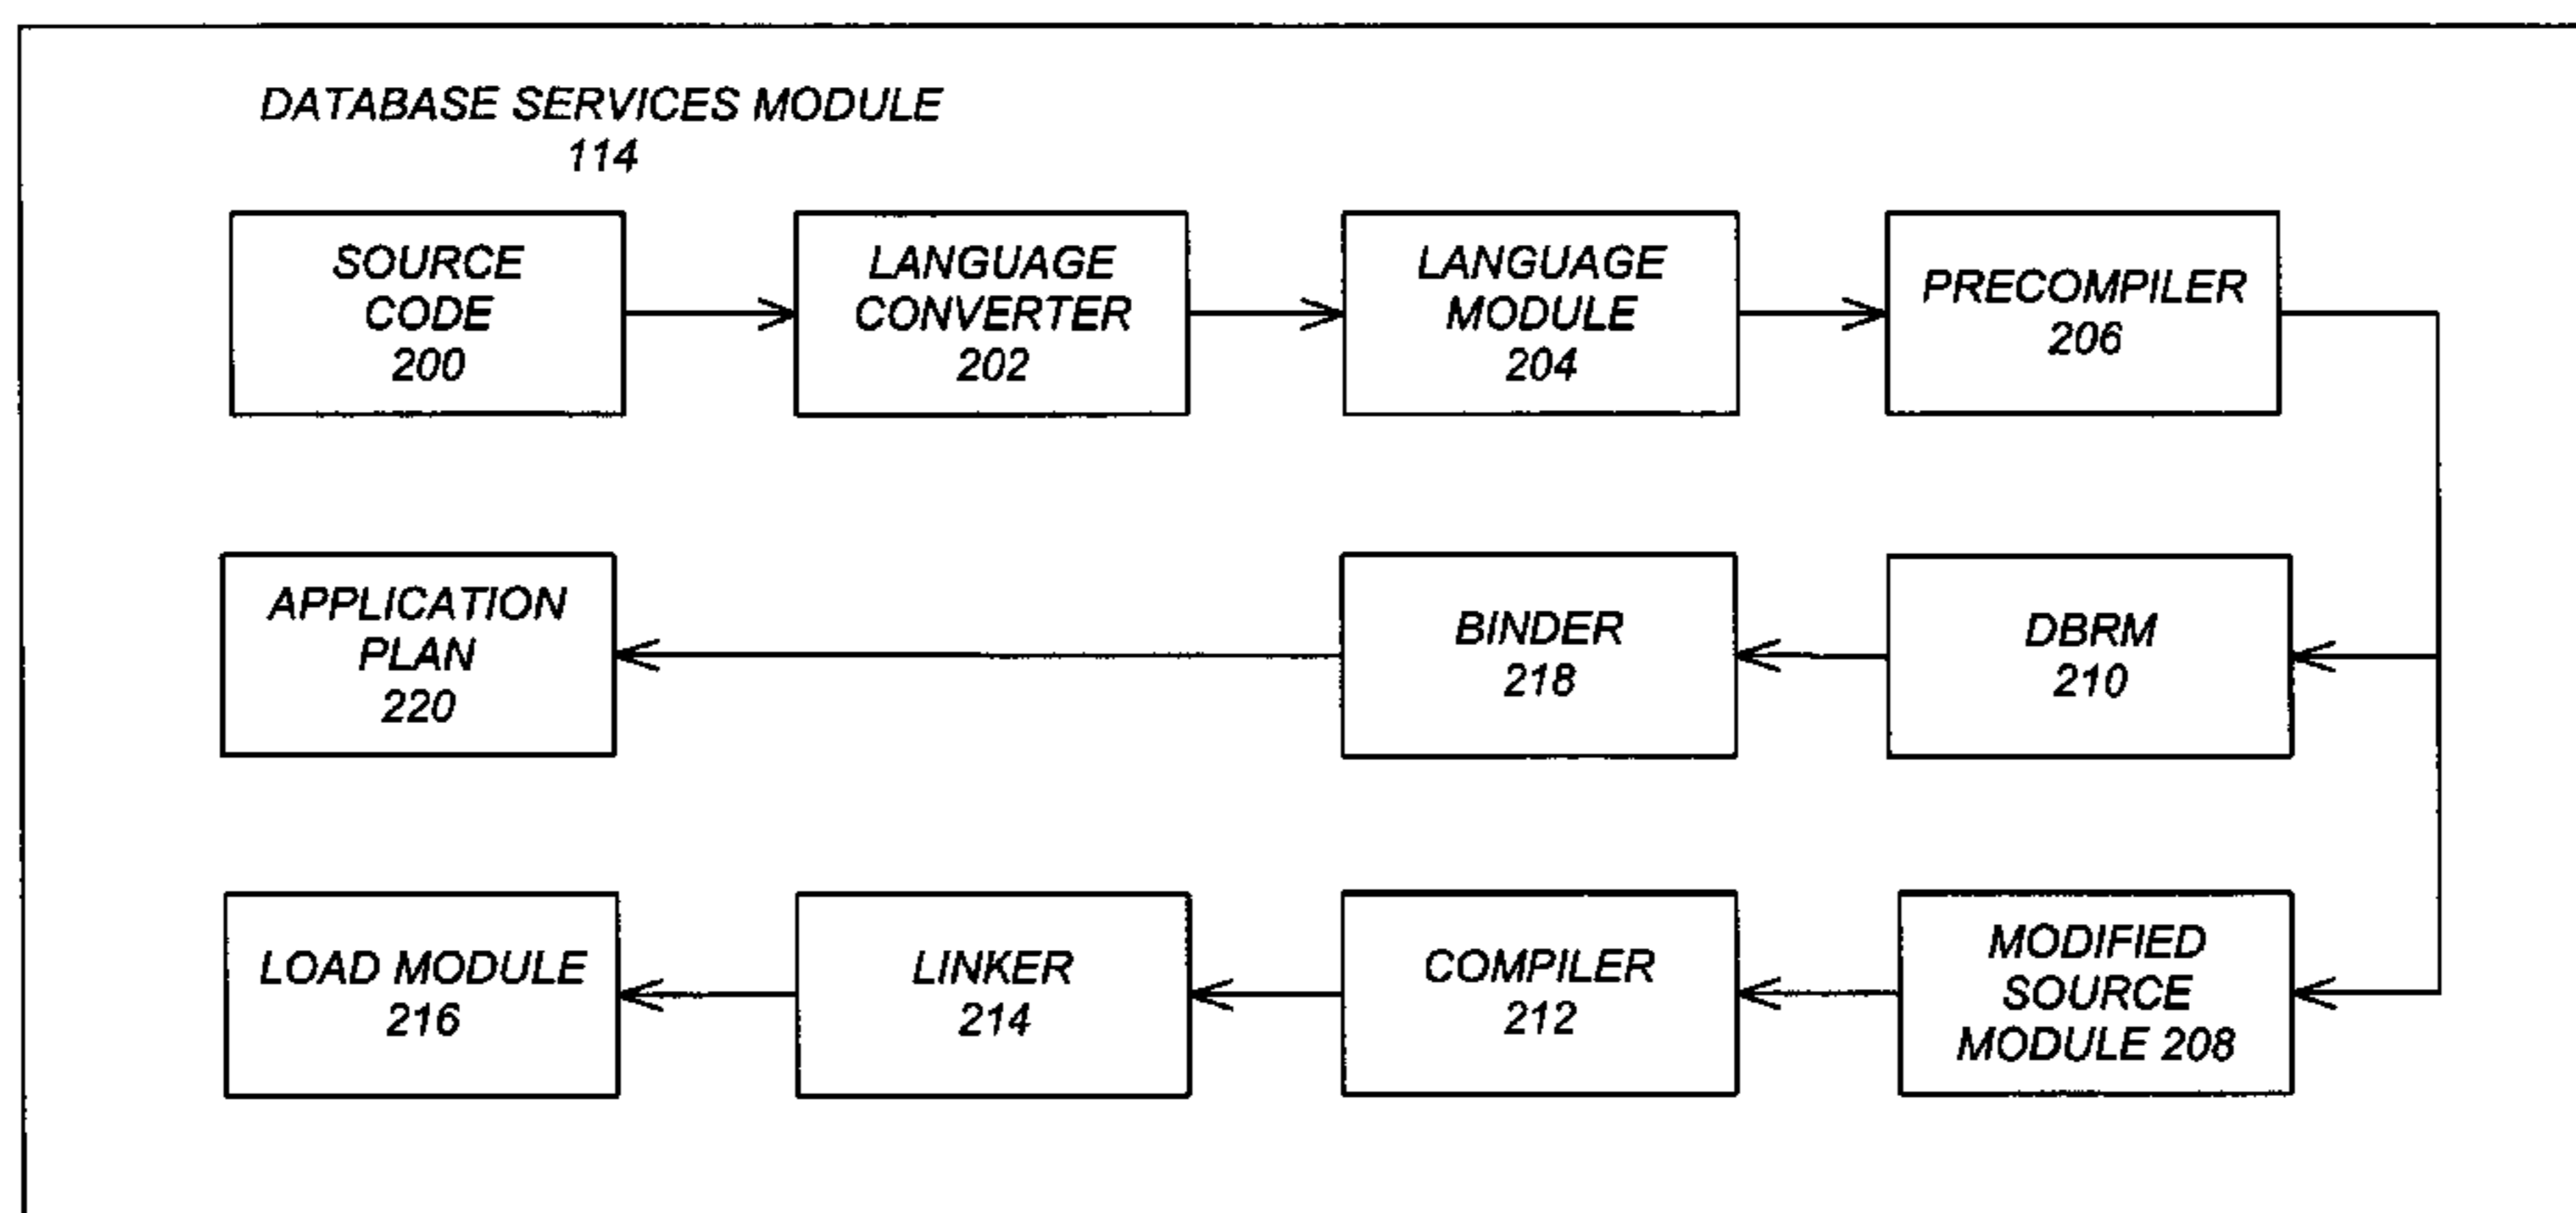 DATABASE SERVICES MODULE
114
SOURCE
CODE
200
LANGUAGE
CONVERTER
202
LANGUAGE
MODULE
204
PRECOMPILER
206
APPLICATION
PLAN
220
BINDER
218
DBRM
210
LOAD MODULE
216
LINKER
214
COMPILER
212
MODIFIED
SOURCE
MODULE 208